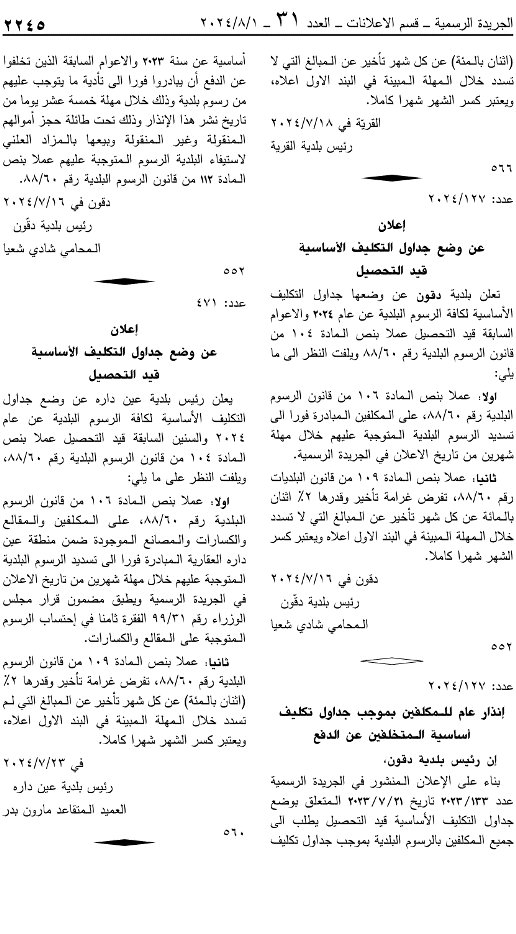 الجريدة الرسمية ــ قسم الاعلانات ــ العدد ٣١ ــ ٢٠٢٤/٨/١
٢٢٤٥
(اثنان بالمئة) عن كل شهر تأخير عن المبالغ التي لا
تسدد خلال المهلة المبينة في البند الاول اعلاه،
ويعتبر كسر الشهر شهرا كاملا.
القريّة في ٢٠٢٤/٧/١٨
رئيس بلدية القرية
٥٦٦
عدد: ٢٠٢٤/١٢٧
إعلان
عن وضع جداول التكليف الأساسية
قيد التحصيل
تعلن بلدية دقون عن وضعها جداول التكليف
الأساسية لكافة الرسوم البلدية عن عام ٢٠٢٤ والاعوام
السابقة قيد التحصيل عملا بنص المادة ١٠٤ من
قانون الرسوم البلدية رقم ٨٨/٦٠ ويلفت النظر الى ما
يلي:
اولا: عملا بنص المادة ١٠٦ من قانون الرسوم
البلدية رقم ٨٨/٦٠، على المكلفين المبادرة فورا الى
تسديد الرسوم البلدية المتوجبة عليهم خلال مهلة
شهرين من تاريخ الاعلان في الجريدة الرسمية.
ثانيا: عملا بنص المادة ١٠٩ من قانون البلديات
رقم ٨٨/٦٠، تفرض غرامة تأخير وقدرها ٢٪ اثنان
بالمائة عن كل شهر تأخير عن المبالغ التي لا تسدد
خلال المهلة المبينة في البند الاول اعلاه ويعتبر كسر
الشهر شهرا كاملا.
دقون في ٢٠٢٤/٧/١٦
رئيس بلدية دقّون
المحامي شادي شعيا
٥٥٢
عدد: ٢٠٢٤/١٢٧
إنذار عام للمكلفين بموجب جداول تكليف
أساسية المتخلفين عن الدفع
إن رئيس بلدية دقون،
بناء على الإعلان المنشور في الجريدة الرسمية
عدد ٢٠٢٣/١٣٣ تاريخ ٢٠٢٣/٧/٢١ المتعلق بوضع
جداول التكليف الأساسية قيد التحصيل يطلب الى
جميع المكلفين بالرسوم البلدية بموجب جداول تكليف
أساسية عن سنة ٢٠٢٣ والاعوام السابقة الذين تخلفوا
عن الدفع أن يبادروا فورا الى تأدية ما يتوجب عليهم
من رسوم بلدية وذلك خلال مهلة خمسة عشر يوما من
تاريخ نشر هذا الإنذار وذلك تحت طائلة حجز أموالهم
المنقولة وغير المنقولة وبيعها بالمزاد العلني
لاستيفاء البلدية الرسوم المتوجبة عليهم عملا بنص
المادة ١١٢ من قانون الرسوم البلدية رقم ٨٨/٦٠.
دقون في ٢٠٢٤/٧/١٦
رئيس بلدية دقّون
المحامي شادي شعيا
٥٥٢
عدد: ٤٧١
إعلان
عن وضع جداول التكليف الأساسية
قيد التحصيل
يعلن رئيس بلدية عين داره عن وضع جداول
التكليف الأساسية لكافة الرسوم البلدية عن عام
٢٠٢٤ والسنين السابقة قيد التحصيل عملا بنص
المادة ١٠٤ من قانون الرسوم البلدية رقم ٨٨/٦٠،
ويلفت النظر على ما يلي:
اولا: عملا بنص المادة ١٠٦ من قانون الرسوم
البلدية رقم ٨٨/٦٠، على المكلفين والمقالع
والكسارات والمصانع الموجودة ضمن منطقة عين
داره العقارية المبادرة فورا الى تسديد الرسوم البلدية
المتوجبة عليهم خلال مهلة شهرين من تاريخ الاعلان
في الجريدة الرسمية ويطبق مضمون قرار مجلس
الوزراء رقم ٩٩/٣١ الفقرة ثامنا في إحتساب الرسوم
المتوجبة على المقالع والكسارات.
ثانيا: عملا بنص المادة ١٠٩ من قانون الرسوم
البلدية رقم ٨٨/٦٠، تفرض غرامة تأخير وقدرها ٢٪
(اثنان بالمئة) عن كل شهر تأخير عن المبالغ التي لم
تسدد خلال المهلة المبينة في البند الاول اعلاه،
ويعتبر كسر الشهر شهرا كاملا.
في ٢٠٢٤/٧/٢٣
رئيس بلدية عين داره
العميد المتقاعد مارون بدر
٥٦٠